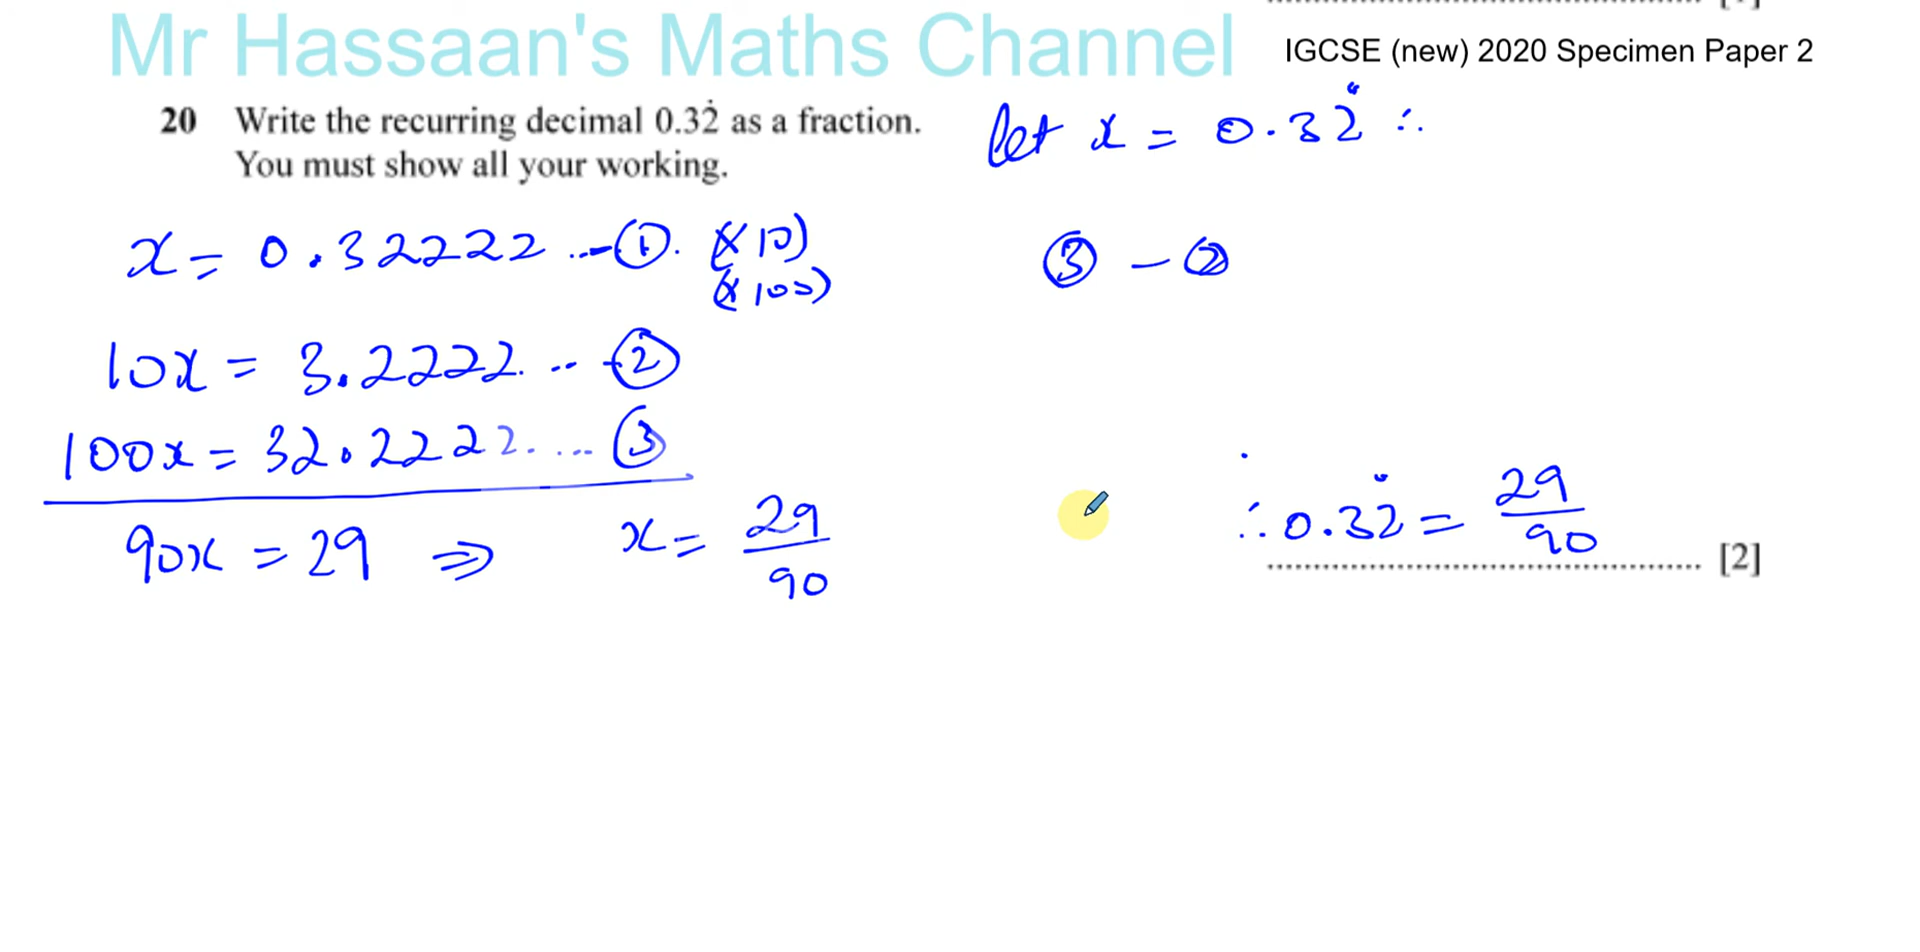 Mr Hassaan's Maths Channel
IGCSE (new) 2020 Specimen Paper 2
20 Write the recurring decimal 0.32̇ as a fraction.
You must show all your working.
let x = 0.32̇ ∴
x = 0.32222 ...-① (×10)
(×100)
③ - ②
10x = 3.2222... -②
100x = 32.2222.... ③
90x = 29 ⇒ x = 29/90
∴ 0.32̇ = 29/90
[2]